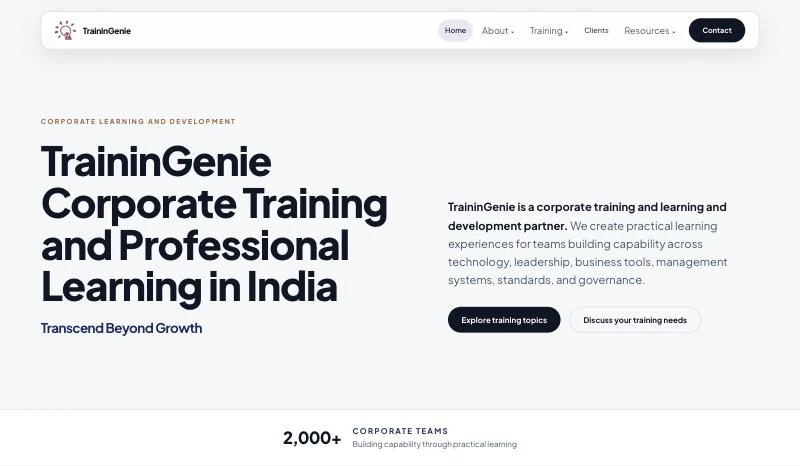 TraininGenie
Home
About
Training
Clients
Resources
Contact
CORPORATE LEARNING AND DEVELOPMENT
TraininGenie
Corporate Training
and Professional
Learning in India
Transcend Beyond Growth
TraininGenie is a corporate training and learning and
development partner. We create practical learning
experiences for teams building capability across
technology, leadership, business tools, management
systems, standards, and governance.
Explore training topics
Discuss your training needs
2,000+
CORPORATE TEAMS
Building capability through practical learning